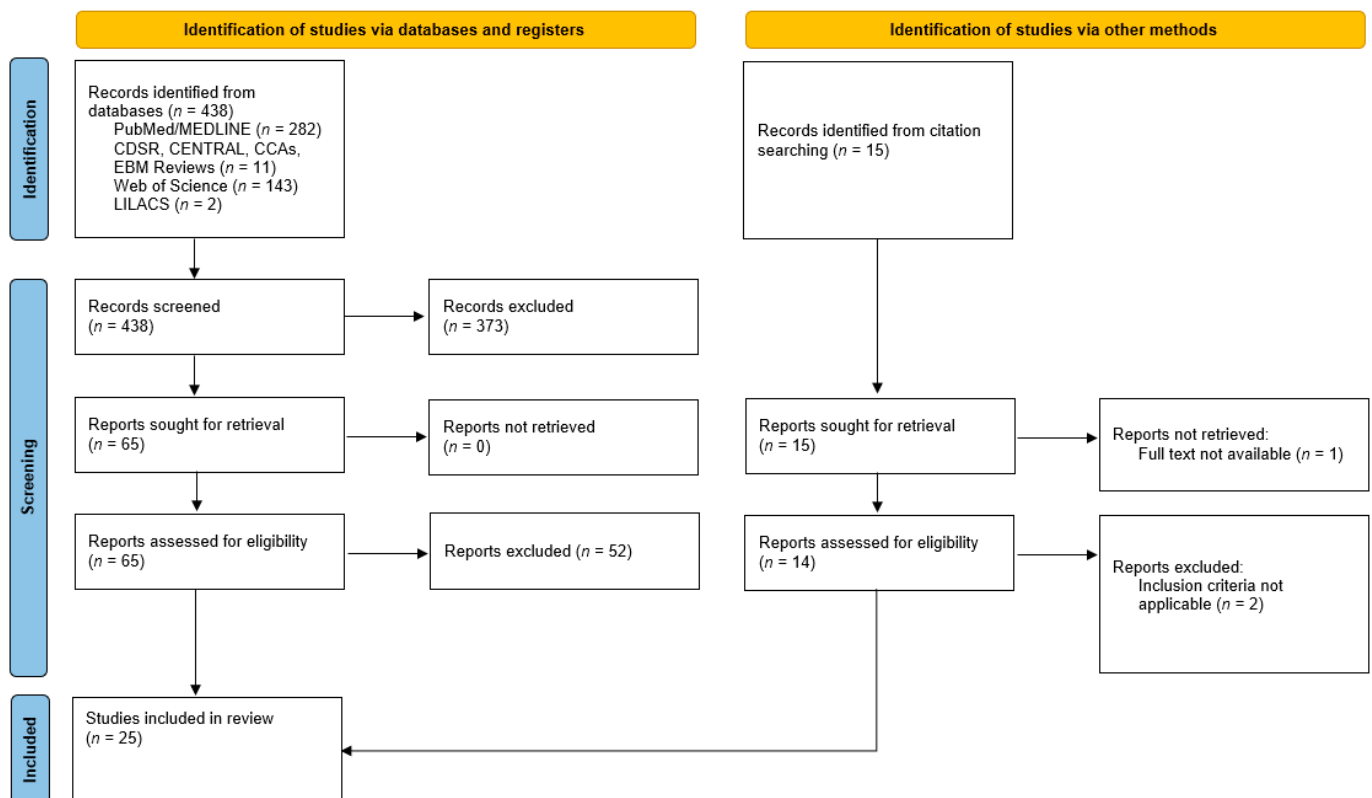 Identification of studies via databases and registers
Identification of studies via other methods
Identification
Records identified from
databases (n = 438)
PubMed/MEDLINE (n = 282)
CDSR, CENTRAL, CCAs,
EBM Reviews (n = 11)
Web of Science (n = 143)
LILACS (n = 2)
Records identified from citation
searching (n = 15)
Screening
Records screened
(n = 438)
Records excluded
(n = 373)
Reports sought for retrieval
(n = 65)
Reports not retrieved
(n = 0)
Reports sought for retrieval
(n = 15)
Reports not retrieved:
Full text not available (n = 1)
Reports assessed for eligibility
(n = 65)
Reports excluded (n = 52)
Reports assessed for eligibility
(n = 14)
Reports excluded:
Inclusion criteria not
applicable (n = 2)
Included
Studies included in review
(n = 25)